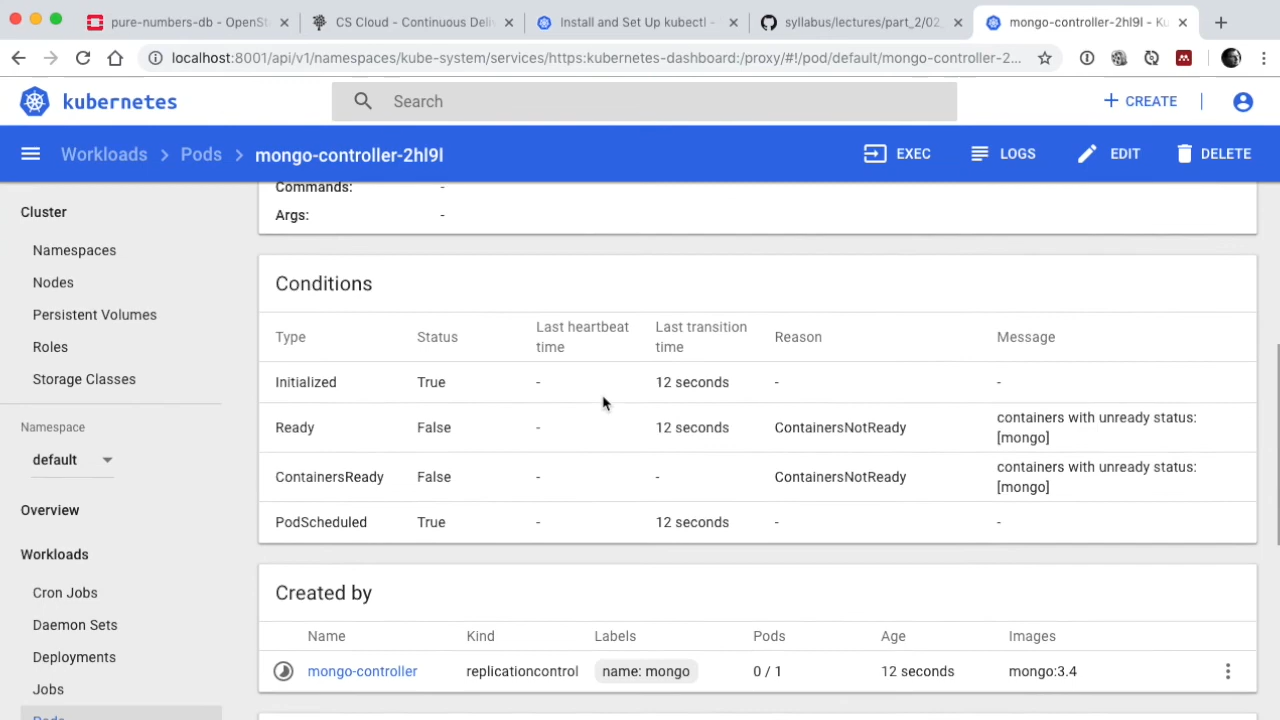 pure-numbers-db - OpenSt
CS Cloud - Continuous Deli
Install and Set Up kubectl -
syllabus/lectures/part_2/02_
mongo-controller-2hl9l - Ku
localhost:8001/api/v1/namespaces/kube-system/services/https:kubernetes-dashboard:/proxy/#!/pod/default/mongo-controller-2...
kubernetes
Search
+ CREATE
Workloads > Pods > mongo-controller-2hl9l
EXEC
LOGS
EDIT
DELETE
Cluster
Namespaces
Nodes
Persistent Volumes
Roles
Storage Classes
Namespace
default
Overview
Workloads
Cron Jobs
Daemon Sets
Deployments
Jobs
Pods
Commands: -
Args: -
Conditions
Type Status Last heartbeat time Last transition time Reason Message
Initialized True - 12 seconds - -
Ready False - 12 seconds ContainersNotReady containers with unready status: [mongo]
ContainersReady False - - ContainersNotReady containers with unready status: [mongo]
PodScheduled True - 12 seconds - -
Created by
Name Kind Labels Pods Age Images
mongo-controller replicationcontrol name: mongo 0 / 1 12 seconds mongo:3.4